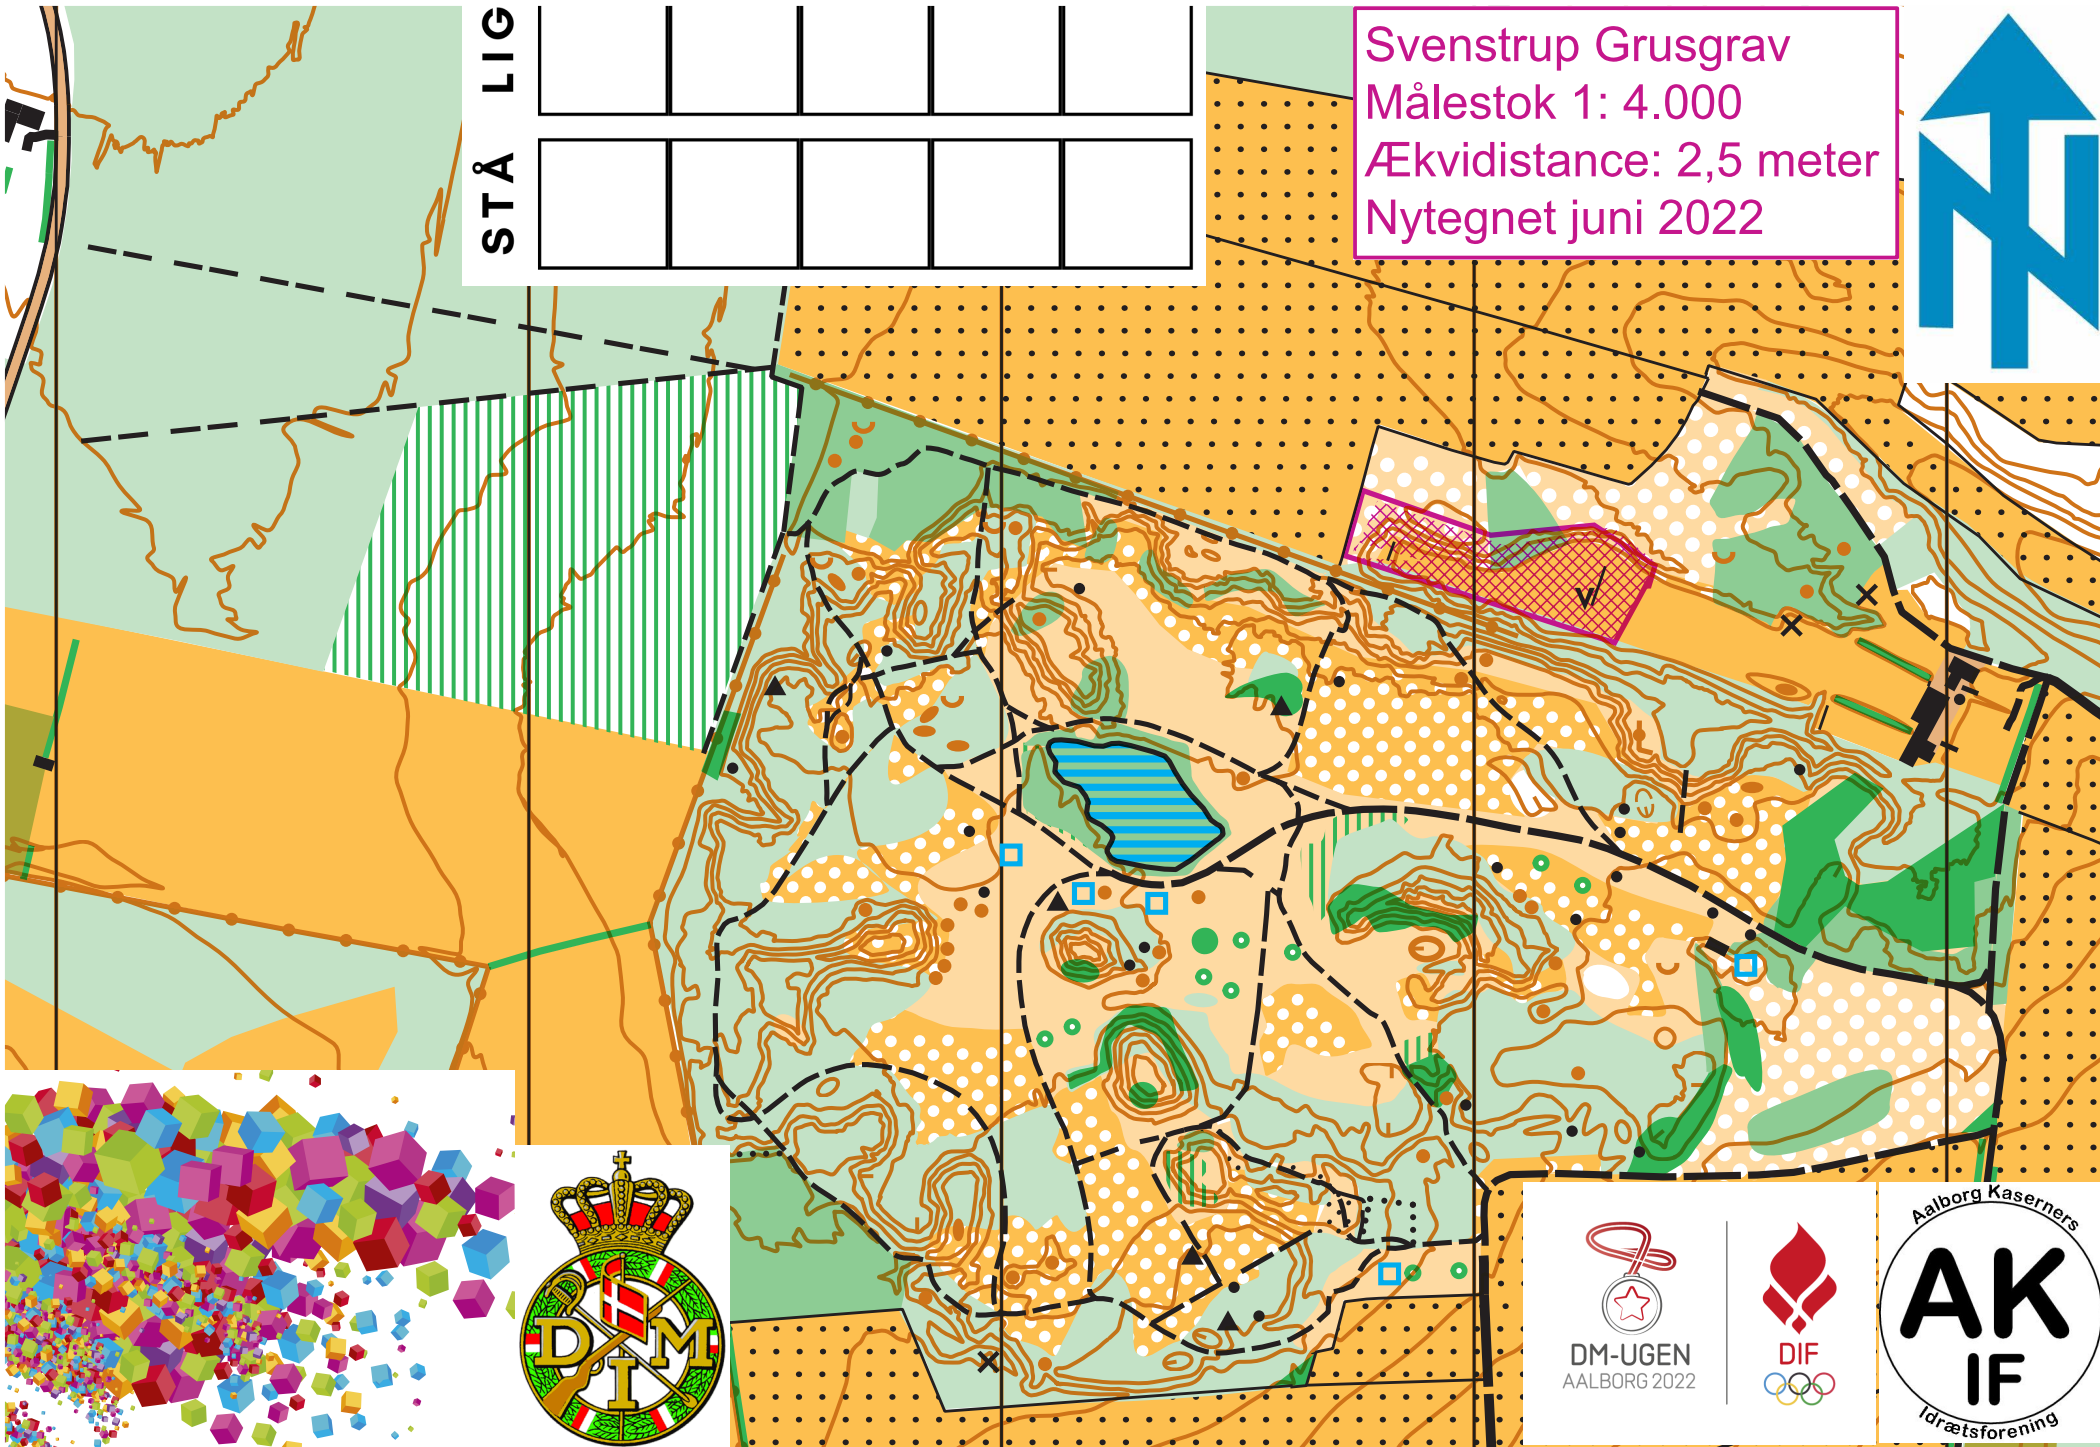 LIG
STÅ
Svenstrup Grusgrav
Målestok 1: 4.000
Ækvidistance: 2,5 meter
Nytegnet juni 2022
N
V
D I M
DM-UGEN
AALBORG 2022
DIF
Aalborg Kaserners
AK
IF
Idrætsforening